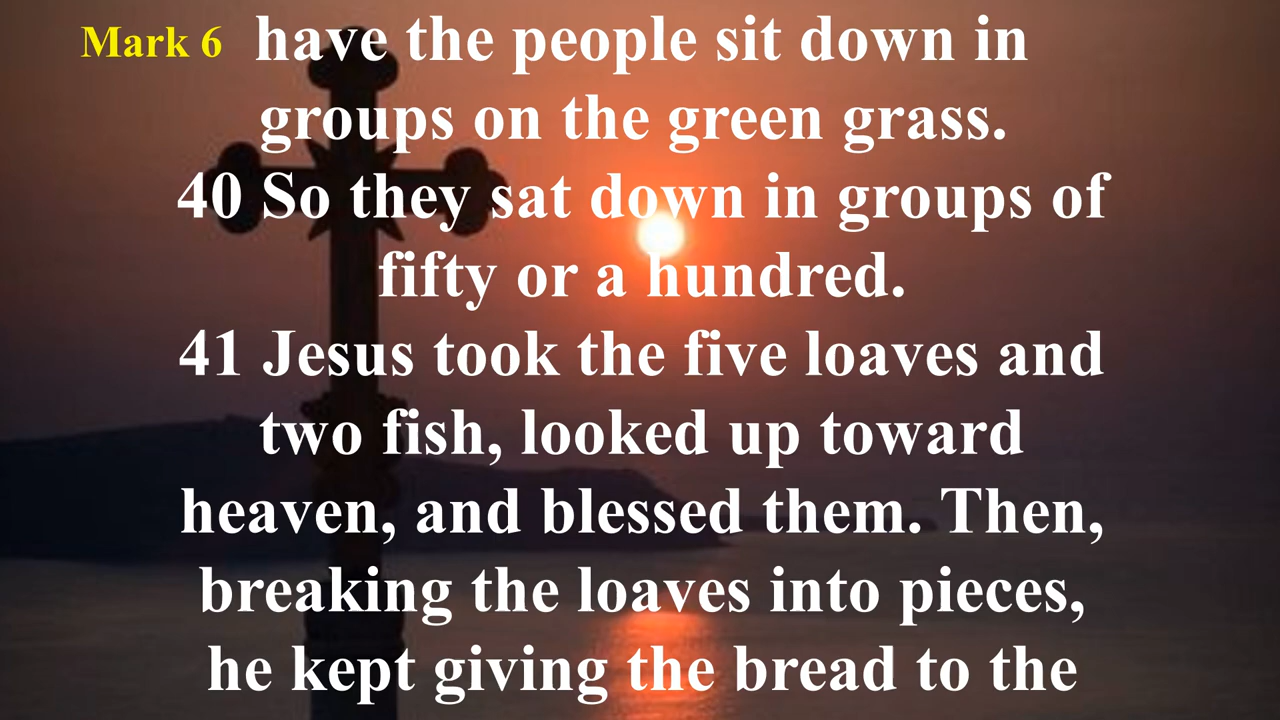 Mark 6 have the people sit down in
groups on the green grass.
40 So they sat down in groups of
fifty or a hundred.
41 Jesus took the five loaves and
two fish, looked up toward
heaven, and blessed them. Then,
breaking the loaves into pieces,
he kept giving the bread to the